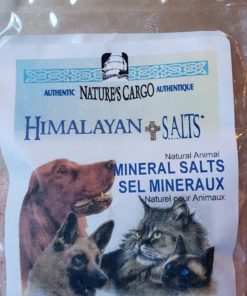 AUTHENTIC NATURE'S CARGO AUTHENTIQUE
HIMALAYAN SALTS
Natural Animal
MINERAL SALTS
SEL MINERAUX
Naturel pour Animaux